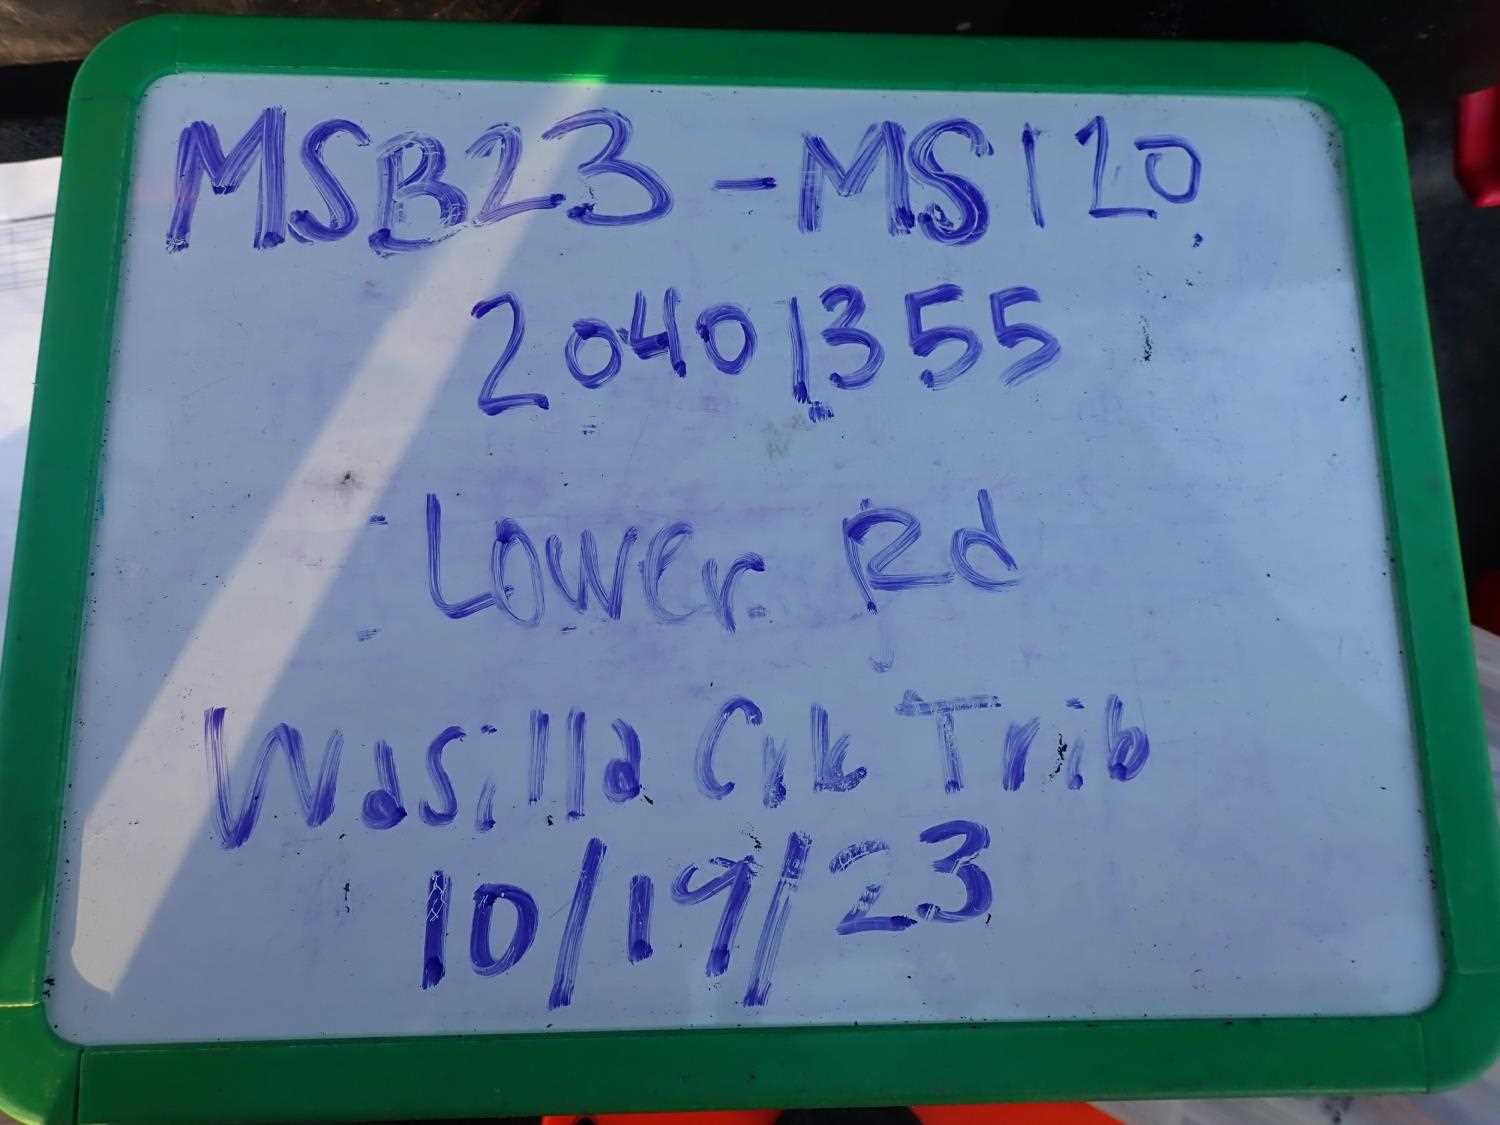 MSB23-MS120
20401355
Lower Rd
Wasilla Crk Trib
10/19/23